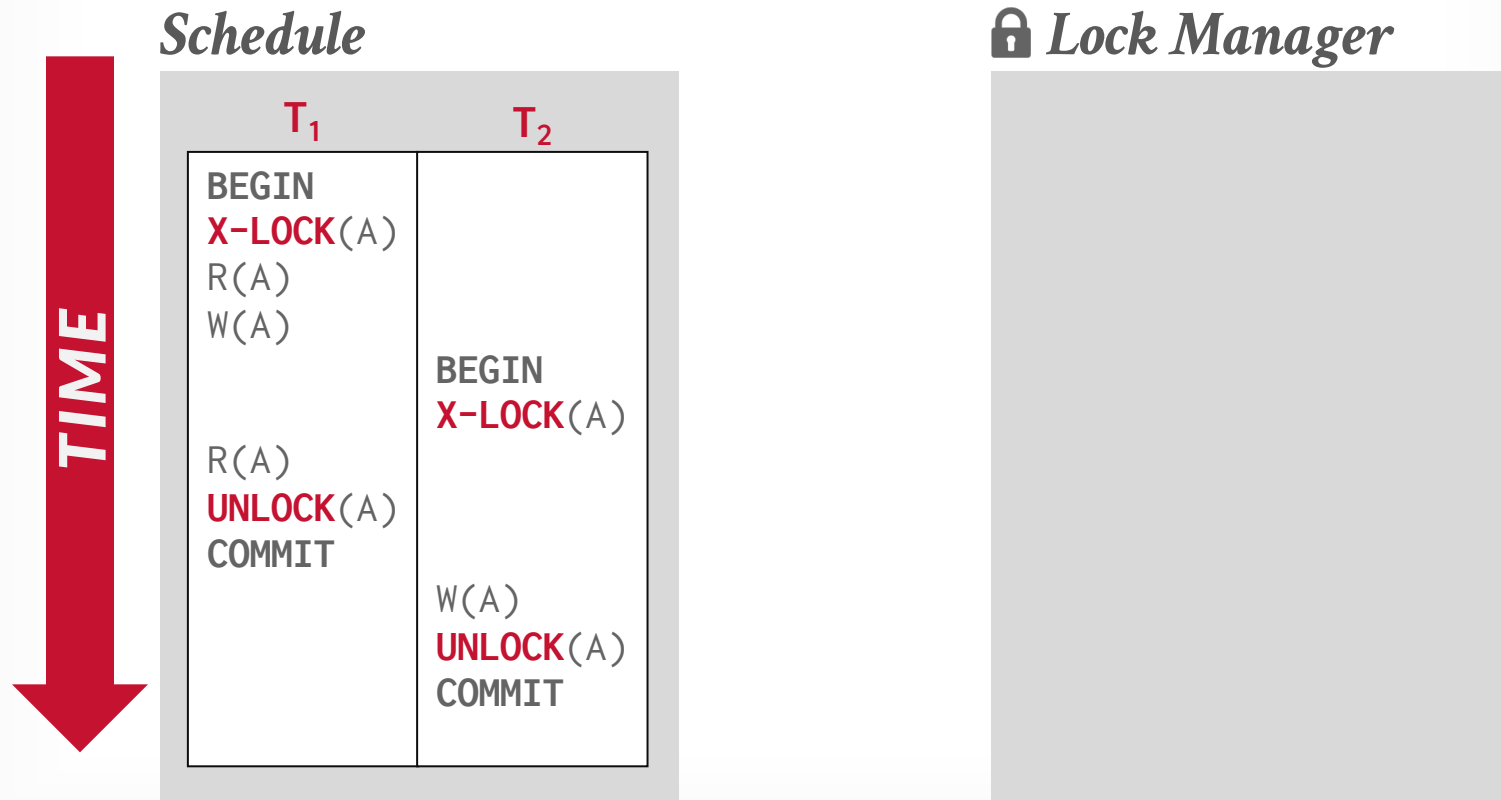 Schedule
Lock Manager
TIME
T1
T2
BEGIN
X-LOCK(A)
R(A)
W(A)
BEGIN
X-LOCK(A)
R(A)
UNLOCK(A)
COMMIT
W(A)
UNLOCK(A)
COMMIT